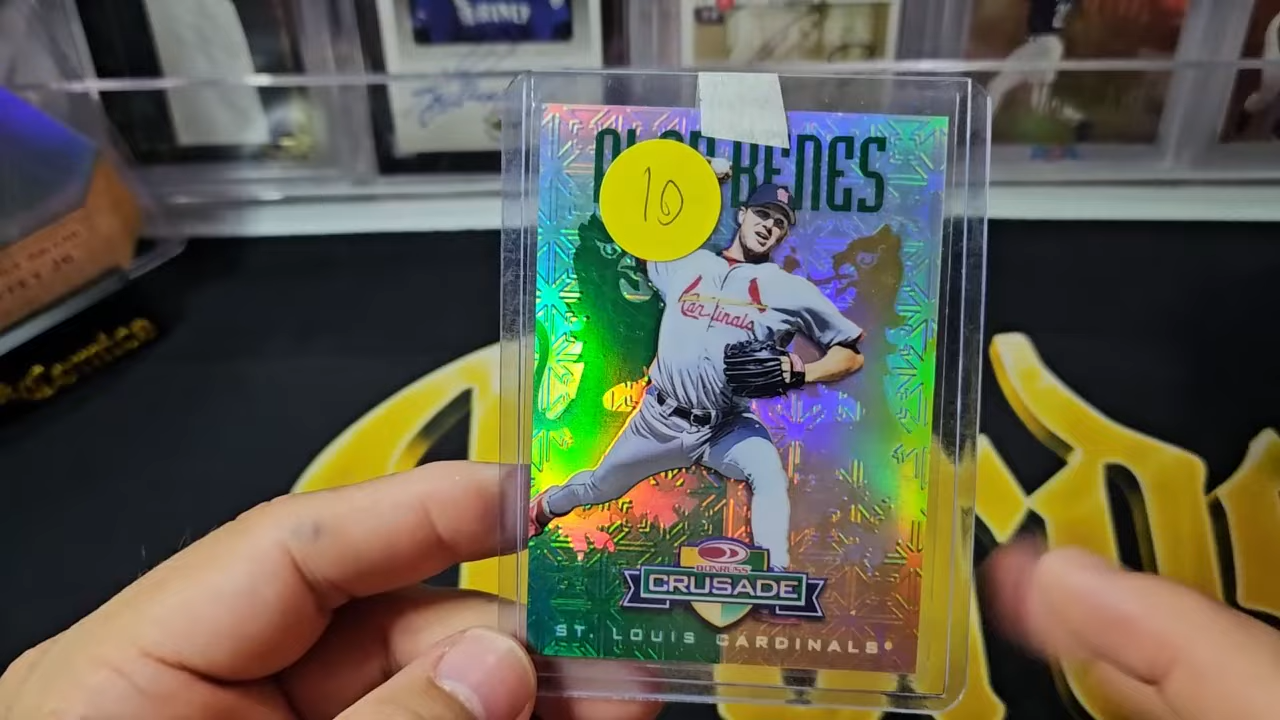 BENES
10
Cardinals
DONRUSS
CRUSADE
ST. LOUIS CARDINALS